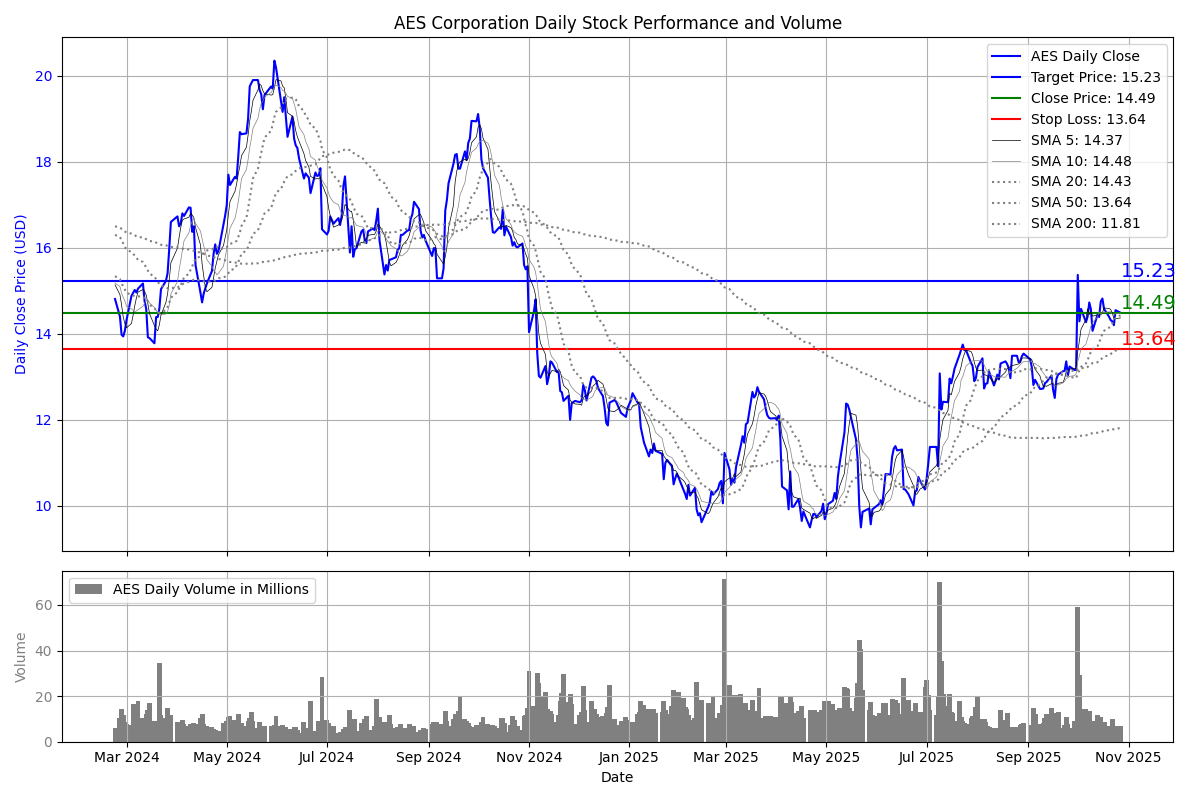 AES Corporation Daily Stock Performance and Volume
Daily Close Price (USD)
20
18
16
14
12
10
AES Daily Close
Target Price: 15.23
Close Price: 14.49
Stop Loss: 13.64
SMA 5: 14.37
SMA 10: 14.48
SMA 20: 14.43
SMA 50: 13.64
SMA 200: 11.81
15.23
14.49
13.64
AES Daily Volume in Millions
Volume
60
40
20
0
Mar 2024 May 2024 Jul 2024 Sep 2024 Nov 2024 Jan 2025 Mar 2025 May 2025 Jul 2025 Sep 2025 Nov 2025
Date